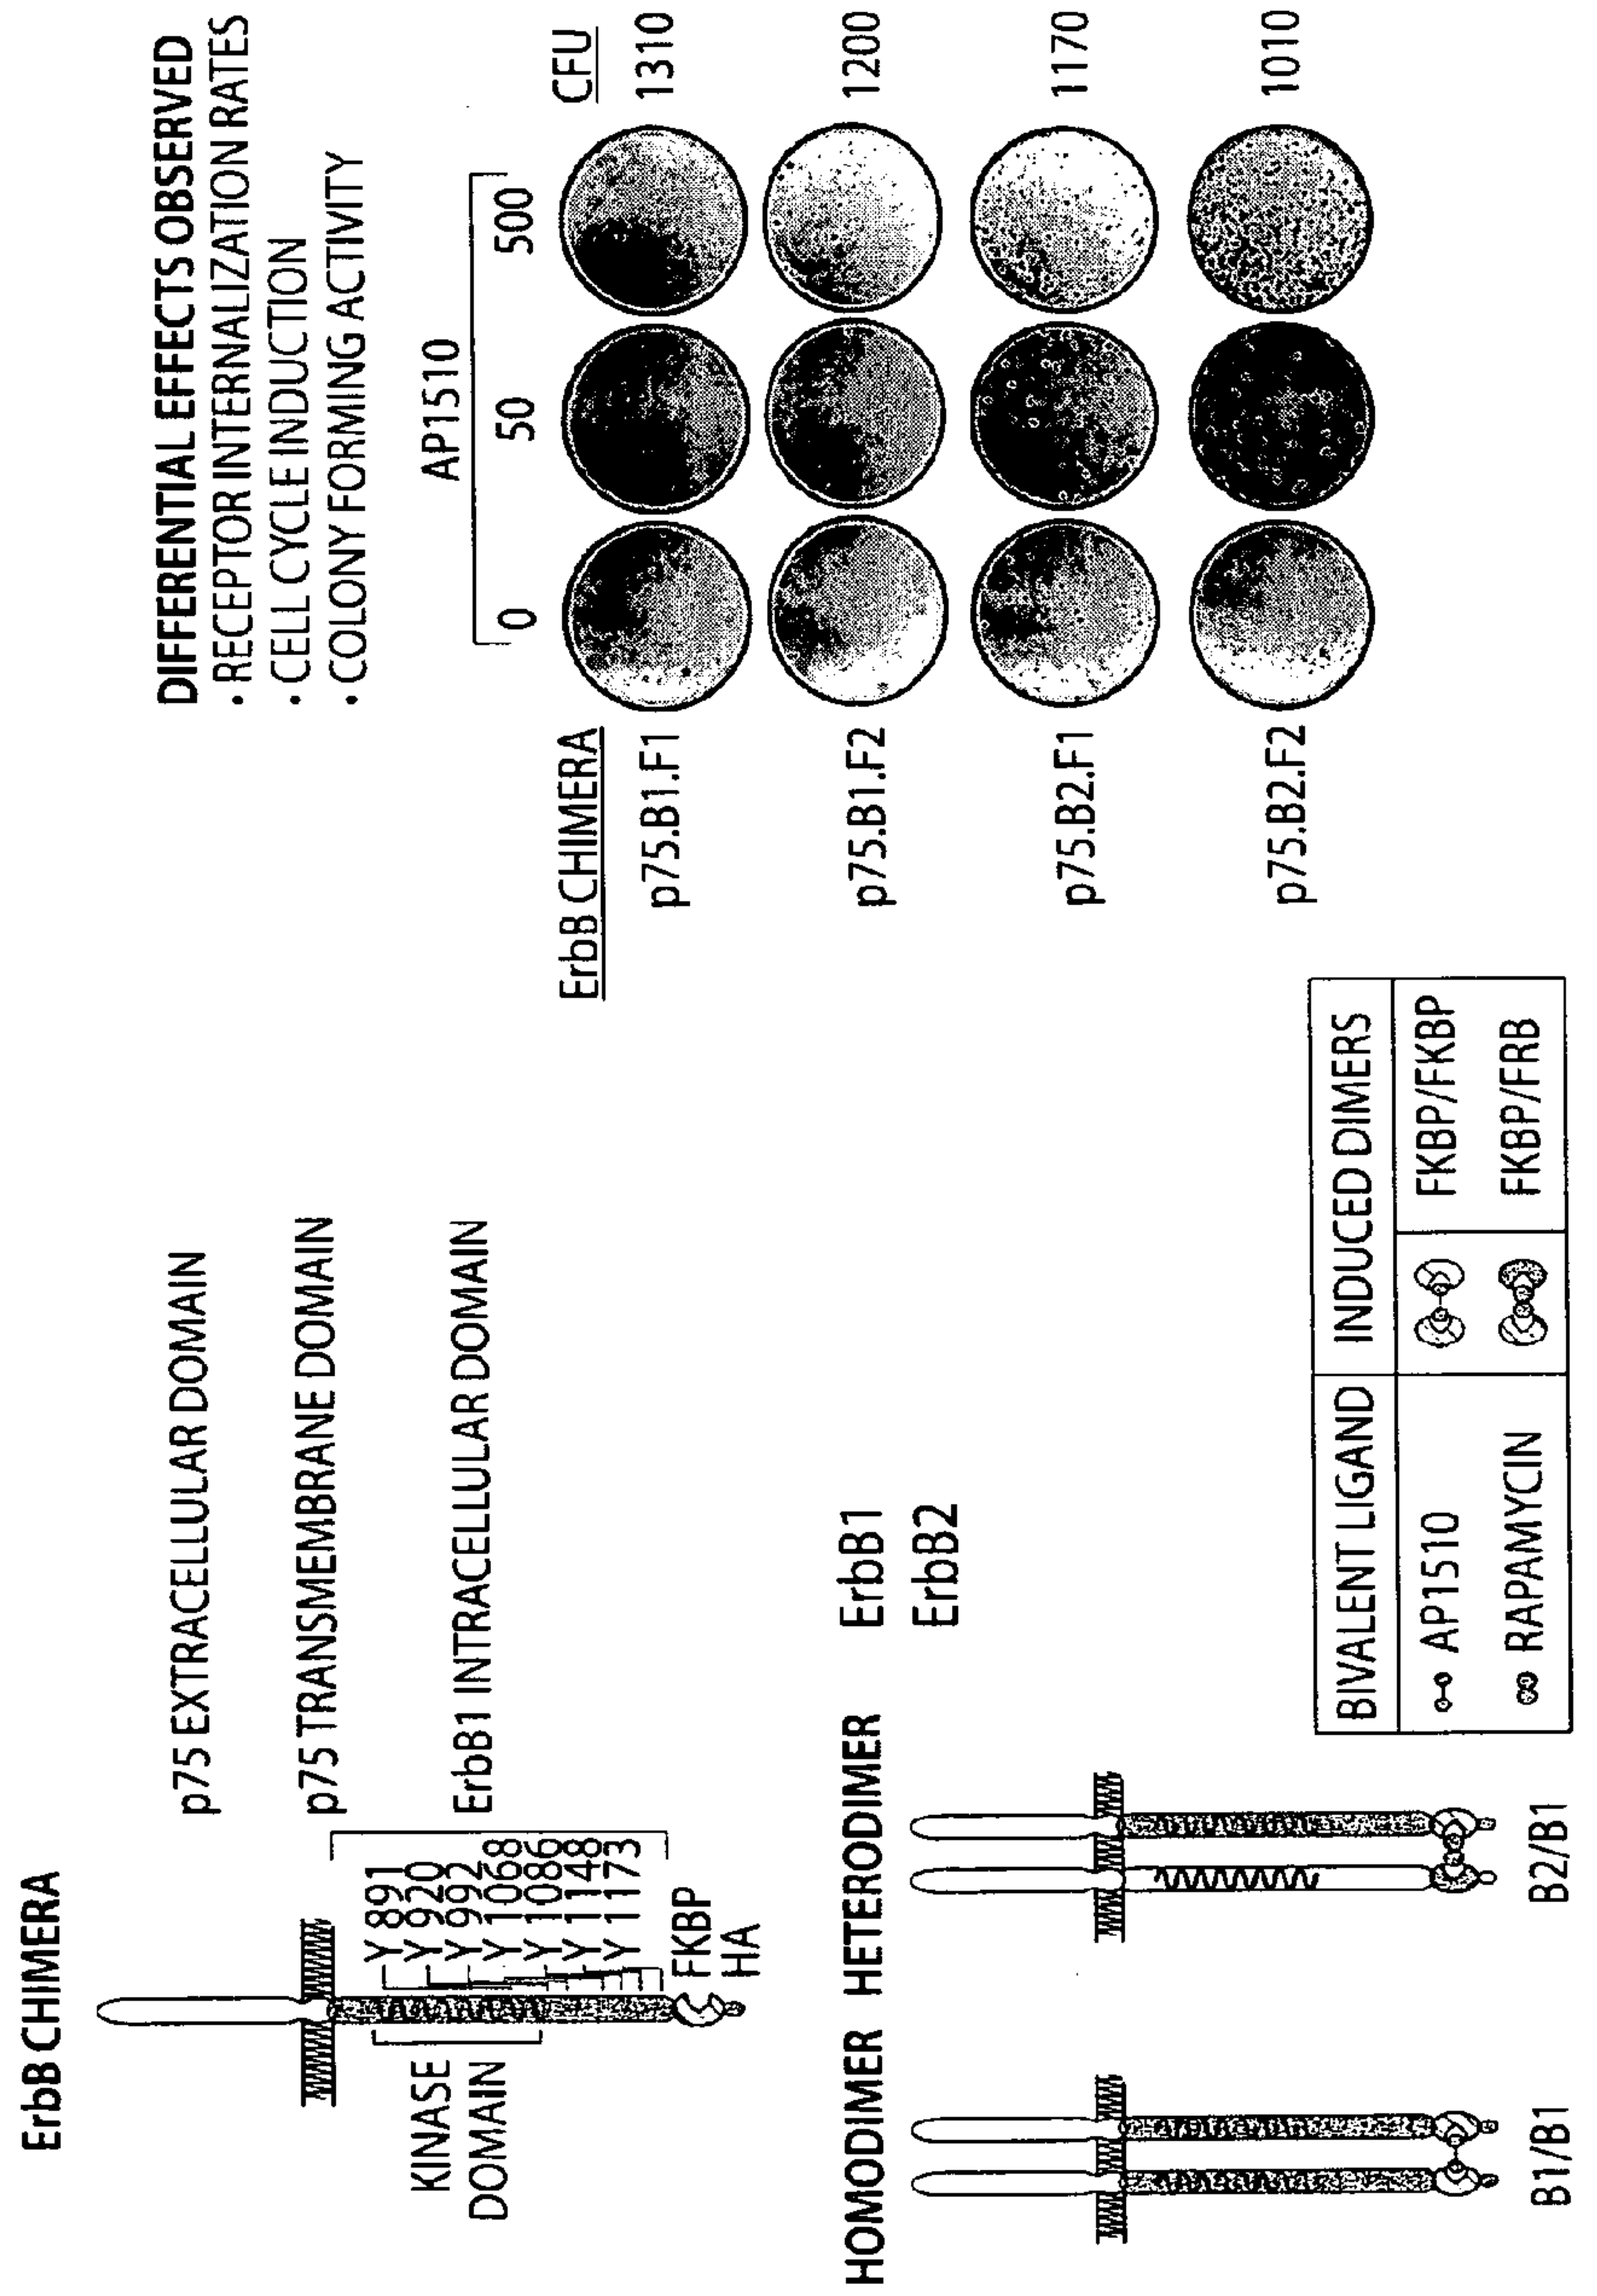 ErbB CHIMERA
p75 EXTRACELLULAR DOMAIN
p75 TRANSMEMBRANE DOMAIN
ErbB1 INTRACELLULAR DOMAIN
KINASE
DOMAIN
Y 891
Y 920
Y 992
Y 1068
Y 1086
Y 1148
Y 1173
FKBP
HA
HOMODIMER HETERODIMER
ErbB1
ErbB2
B1/B1
B2/B1
BIVALENT LIGAND INDUCED DIMERS
AP1510 FKBP/FKBP
RAPAMYCIN FKBP/FRB
DIFFERENTIAL EFFECTS OBSERVED
· RECEPTOR INTERNALIZATION RATES
· CELL CYCLE INDUCTION
· COLONY FORMING ACTIVITY
AP1510
ErbB CHIMERA 0 50 500 CFU
p75.B1.F1 1310
p75.B1.F2 1200
p75.B2.F1 1170
p75.B2.F2 1010